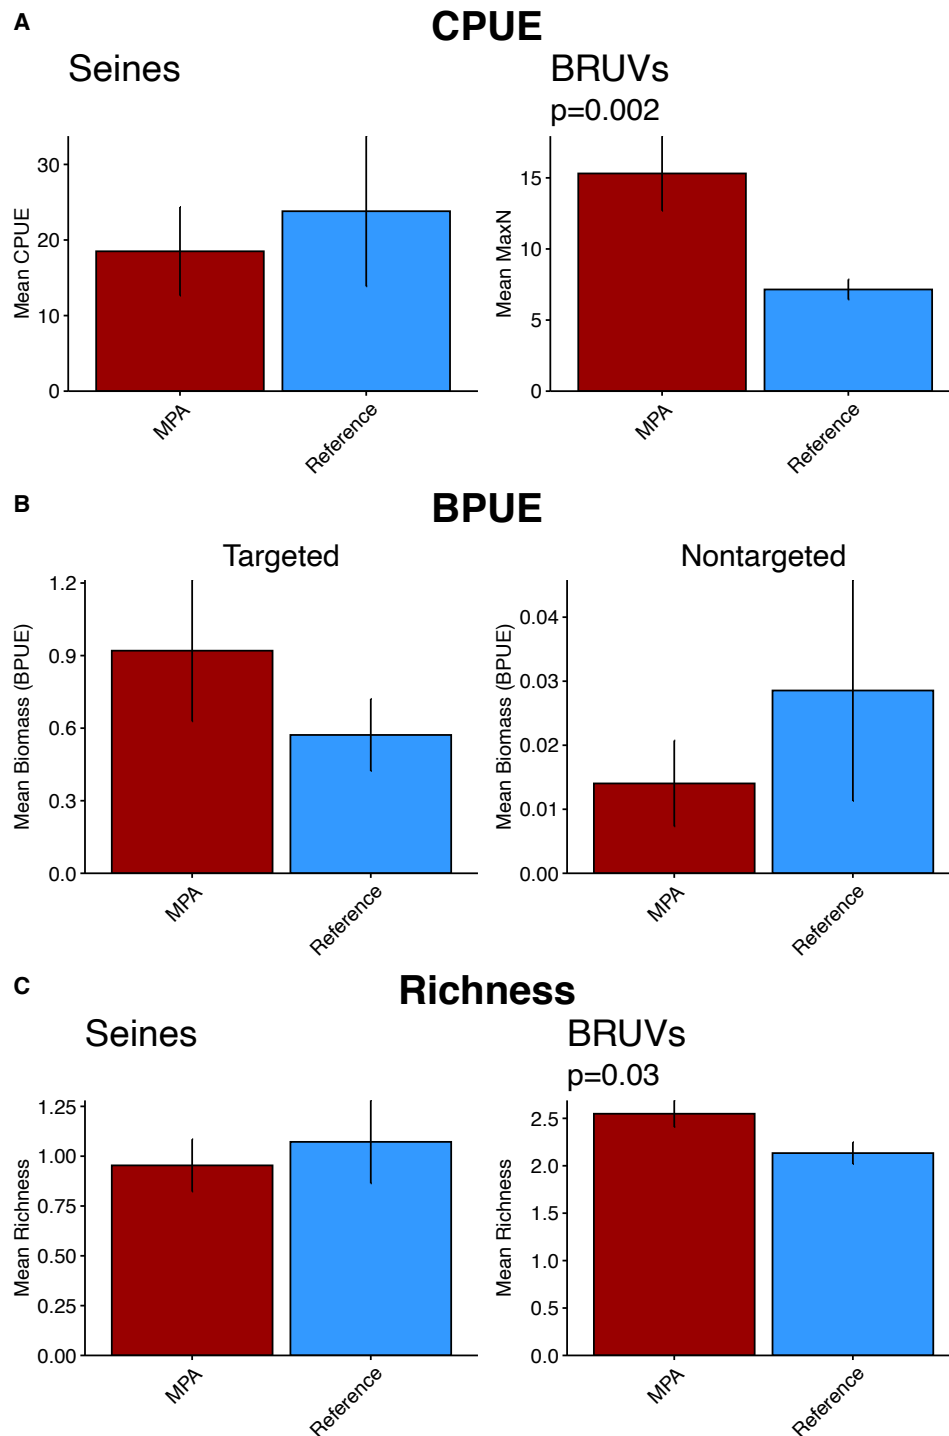 A
CPUE
Seines
BRUVs
p=0.002
Mean CPUE
30
20
10
0
MPA
Reference
Mean MaxN
15
10
5
0
MPA
Reference
B
BPUE
Targeted
Nontargeted
Mean Biomass (BPUE)
1.2
0.9
0.6
0.3
0.0
MPA
Reference
Mean Biomass (BPUE)
0.04
0.03
0.02
0.01
0.00
MPA
Reference
C
Richness
Seines
BRUVs
p=0.03
Mean Richness
1.25
1.00
0.75
0.50
0.25
0.00
MPA
Reference
Mean Richness
2.5
2.0
1.5
1.0
0.5
0.0
MPA
Reference